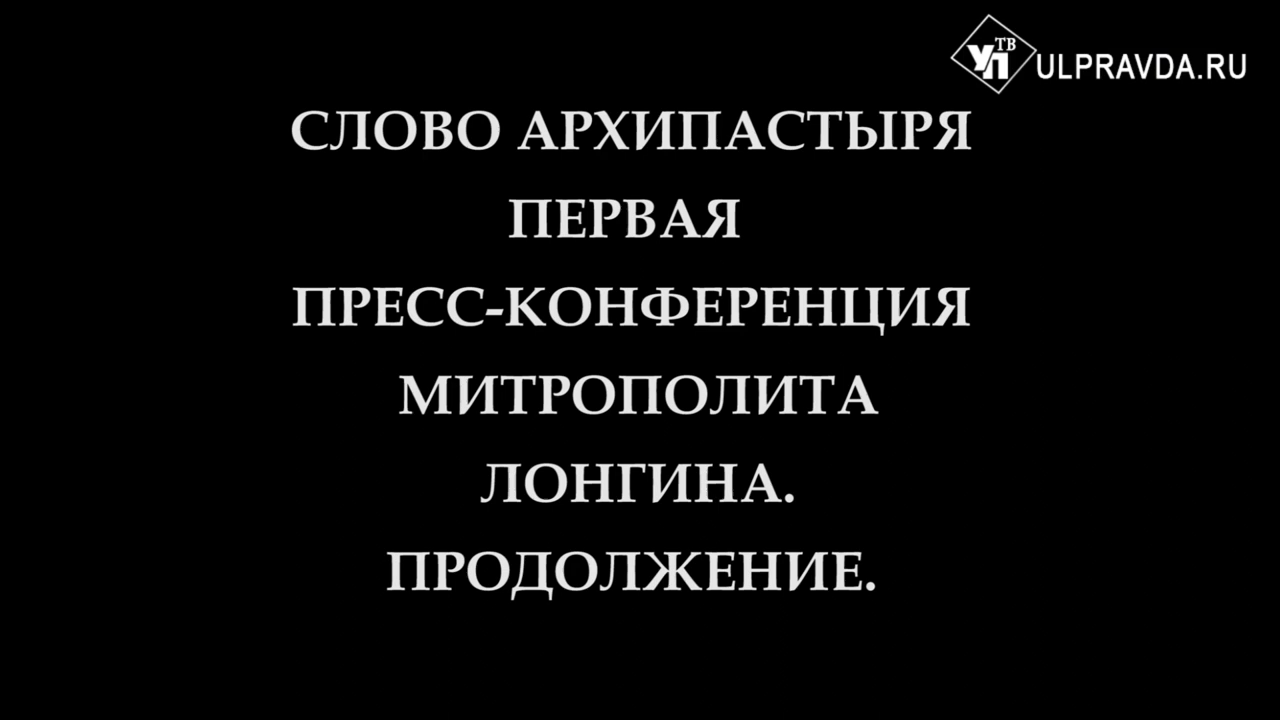 УП ТВ ULPRAVDA.RU
СЛОВО АРХИПАСТЫРЯ
ПЕРВАЯ
ПРЕСС-КОНФЕРЕНЦИЯ
МИТРОПОЛИТА
ЛОНГИНА.
ПРОДОЛЖЕНИЕ.